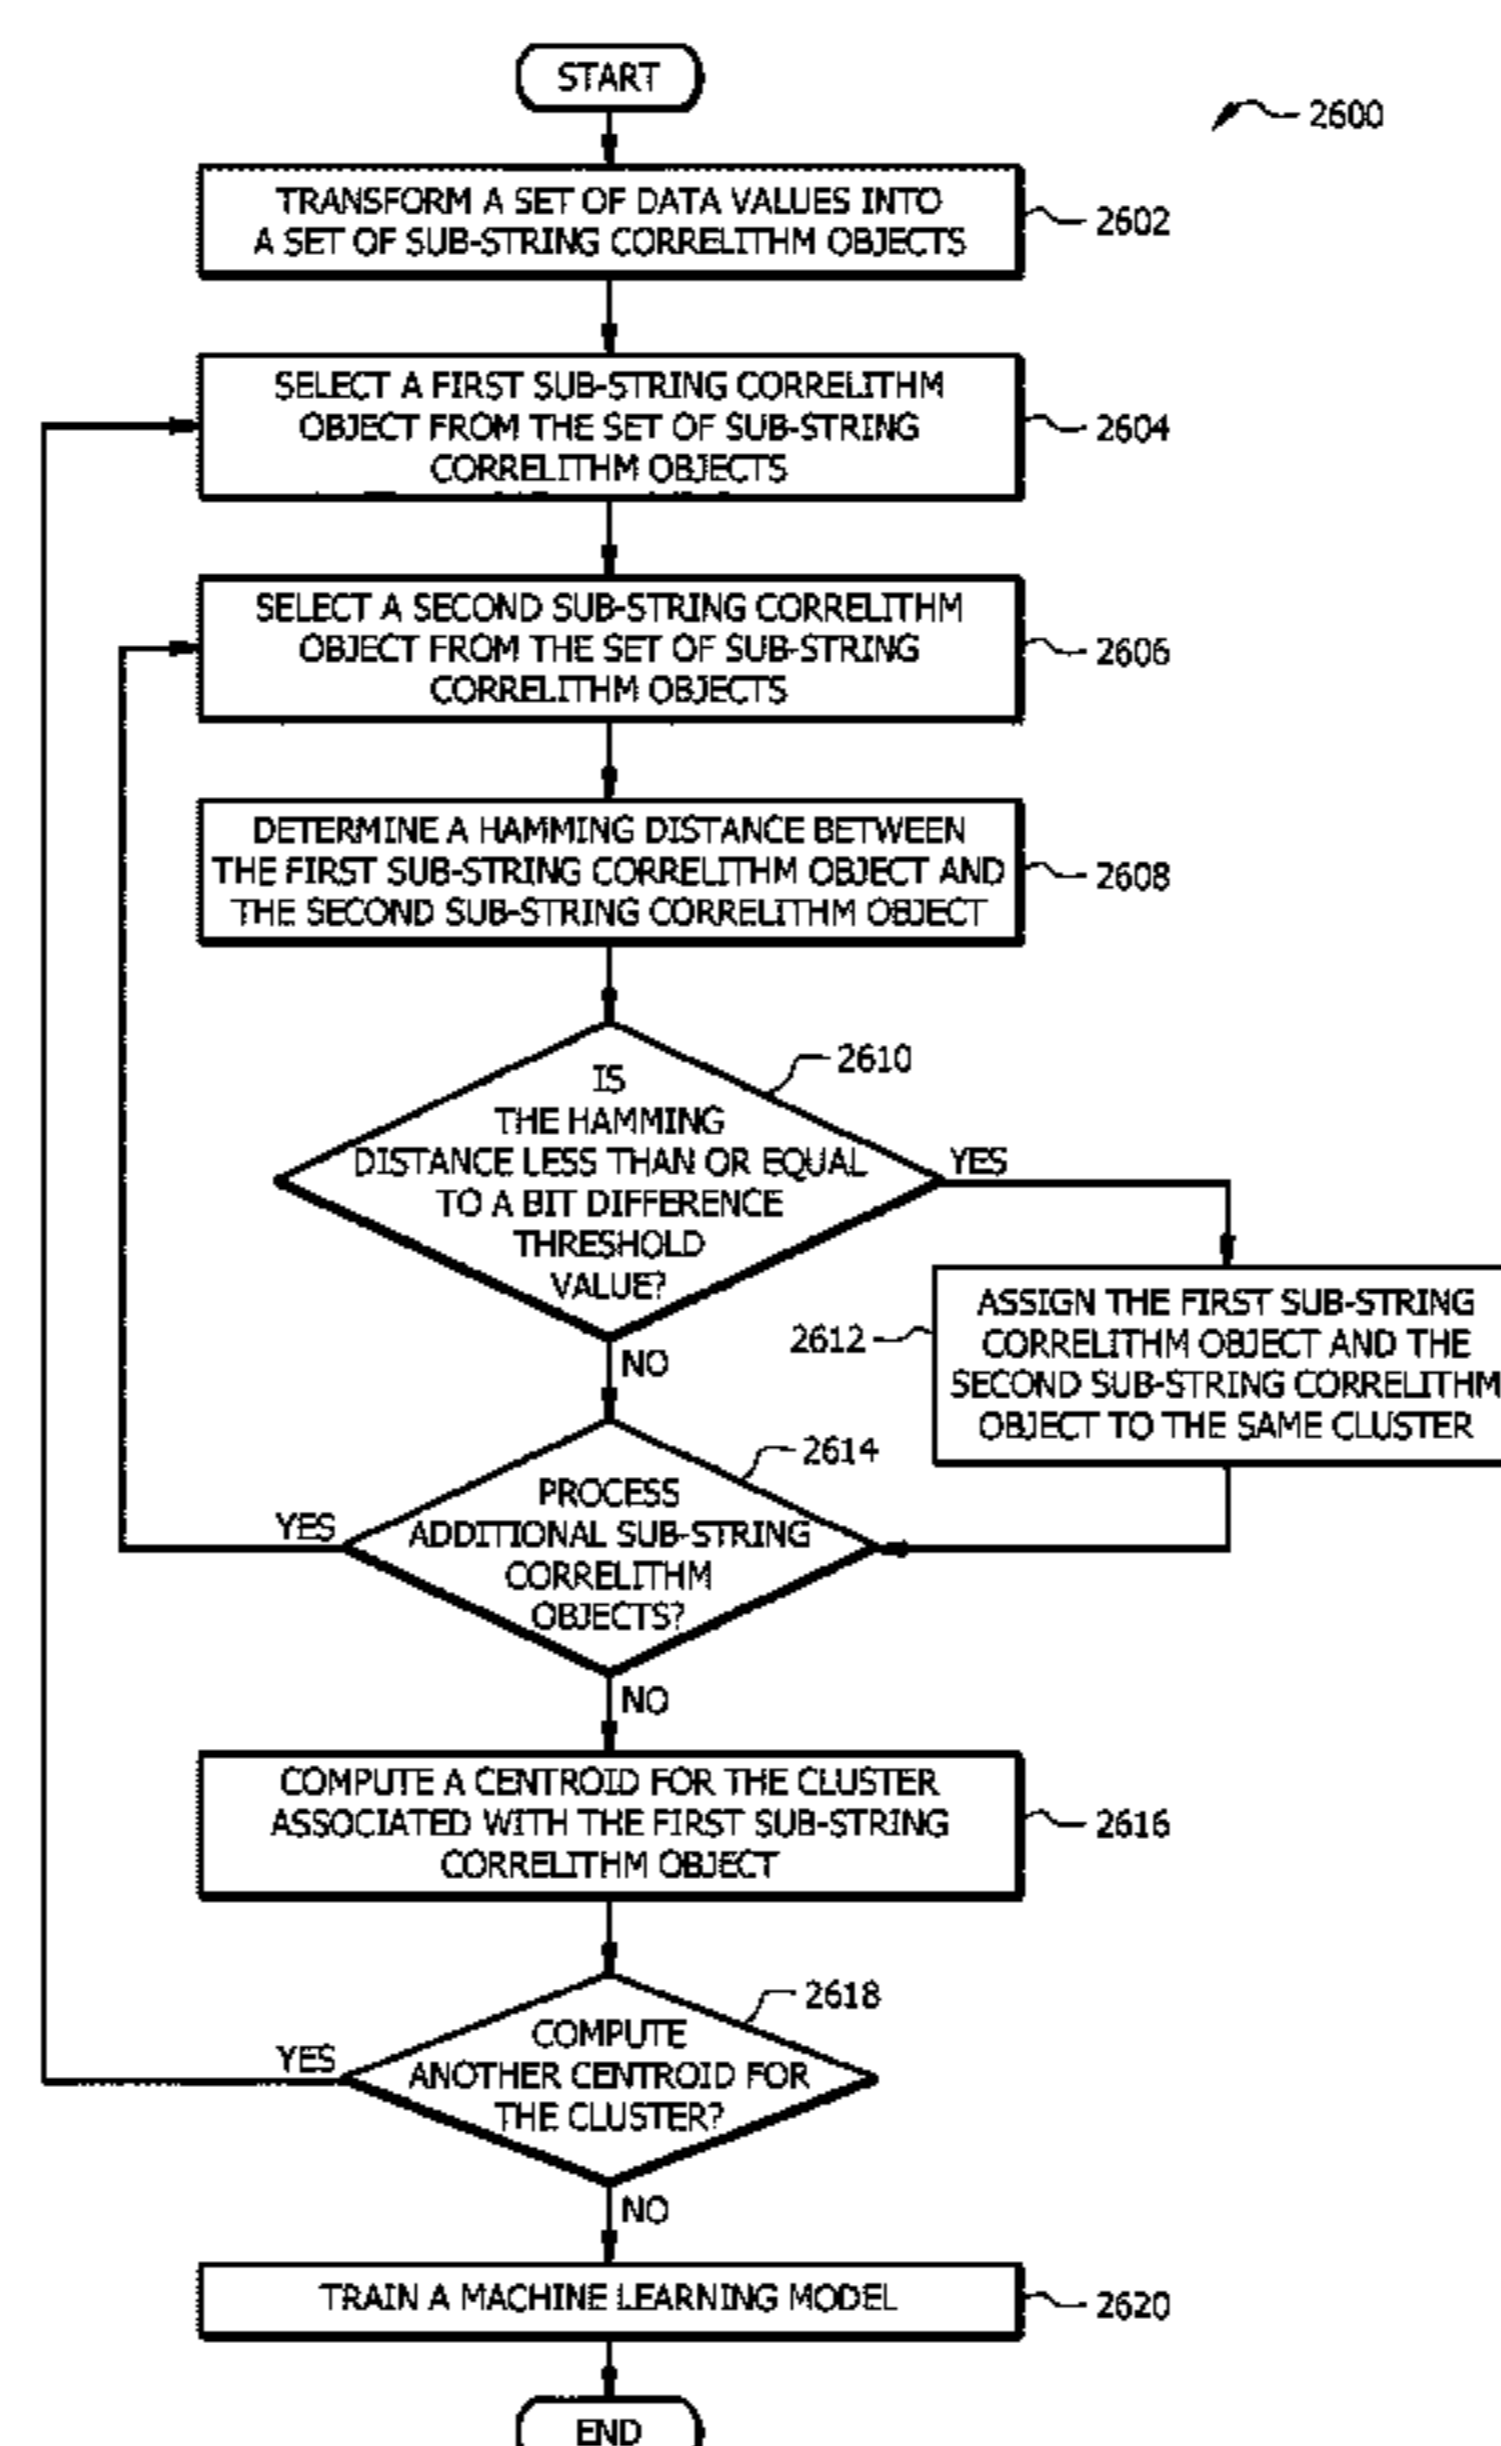 START
2600
TRANSFORM A SET OF DATA VALUES INTO
A SET OF SUB-STRING CORRELITHM OBJECTS
2602
SELECT A FIRST SUB-STRING CORRELITHM
OBJECT FROM THE SET OF SUB-STRING
CORRELITHM OBJECTS
2604
SELECT A SECOND SUB-STRING CORRELITHM
OBJECT FROM THE SET OF SUB-STRING
CORRELITHM OBJECTS
2606
DETERMINE A HAMMING DISTANCE BETWEEN
THE FIRST SUB-STRING CORRELITHM OBJECT AND
THE SECOND SUB-STRING CORRELITHM OBJECT
2608
IS
THE HAMMING
DISTANCE LESS THAN OR EQUAL
TO A BIT DIFFERENCE
THRESHOLD
VALUE?
2610
YES
NO
ASSIGN THE FIRST SUB-STRING
CORRELITHM OBJECT AND THE
SECOND SUB-STRING CORRELITHM
OBJECT TO THE SAME CLUSTER
2612
PROCESS
ADDITIONAL SUB-STRING
CORRELITHM
OBJECTS?
2614
YES
NO
COMPUTE A CENTROID FOR THE CLUSTER
ASSOCIATED WITH THE FIRST SUB-STRING
CORRELITHM OBJECT
2616
COMPUTE
ANOTHER CENTROID FOR
THE CLUSTER?
2618
YES
NO
TRAIN A MACHINE LEARNING MODEL
2620
END